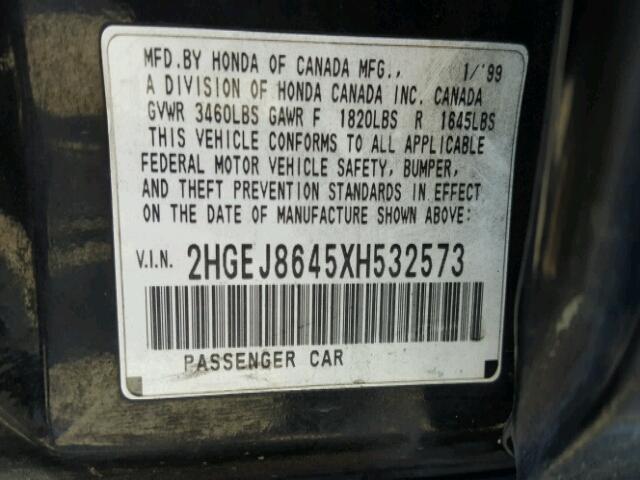 MFD.BY HONDA OF CANADA MFG., 1/'99
A DIVISION OF HONDA CANADA INC. CANADA
GVWR 3460LBS GAWR F 1820LBS R 1645LBS
THIS VEHICLE CONFORMS TO ALL APPLICABLE
FEDERAL MOTOR VEHICLE SAFETY, BUMPER,
AND THEFT PREVENTION STANDARDS IN EFFECT
ON THE DATE OF MANUFACTURE SHOWN ABOVE:
V.I.N. 2HGEJ8645XH532573
PASSENGER CAR